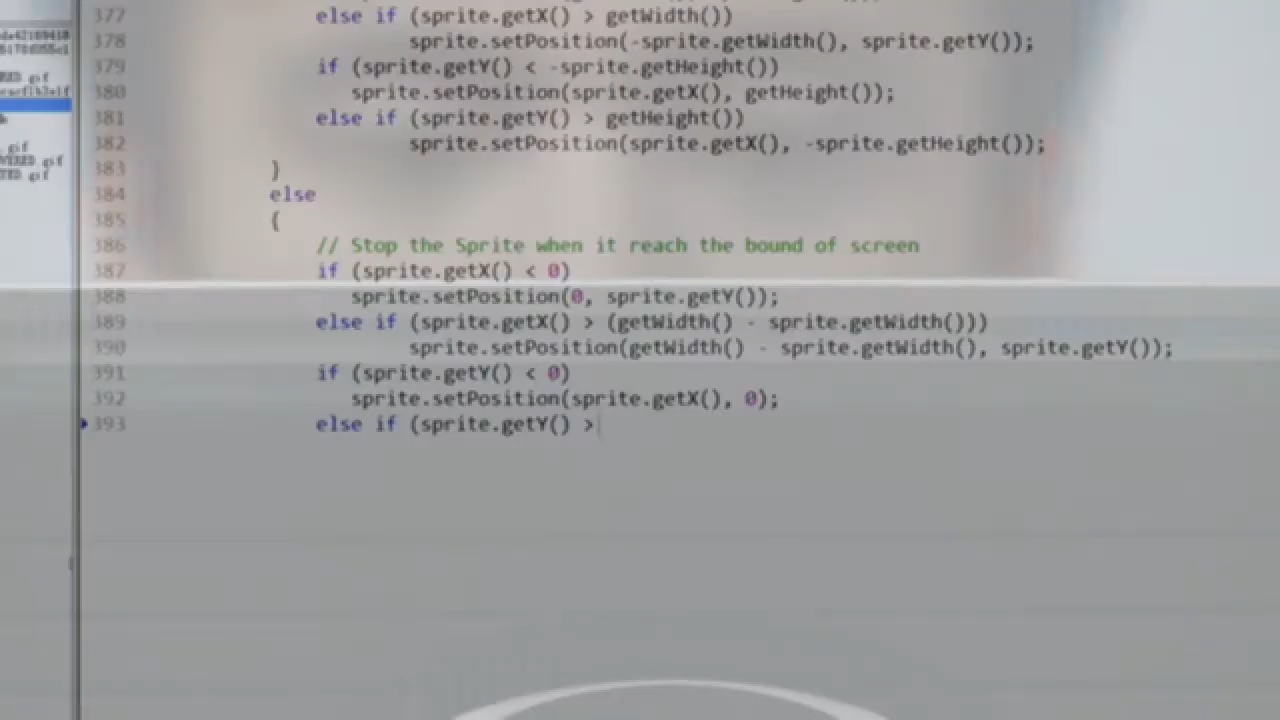 377 else if (sprite.getX() > getWidth())
378 sprite.setPosition(-sprite.getWidth(), sprite.getY());
379 if (sprite.getY() < -sprite.getHeight())
380 sprite.setPosition(sprite.getX(), getHeight());
381 else if (sprite.getY() > getHeight())
382 sprite.setPosition(sprite.getX(), -sprite.getHeight());
383 }
384 else
385 {
386 // Stop the Sprite when it reach the bound of screen
387 if (sprite.getX() < 0)
388 sprite.setPosition(0, sprite.getY());
389 else if (sprite.getX() > (getWidth() - sprite.getWidth()))
390 sprite.setPosition(getWidth() - sprite.getWidth(), sprite.getY());
391 if (sprite.getY() < 0)
392 sprite.setPosition(sprite.getX(), 0);
393 else if (sprite.getY() >